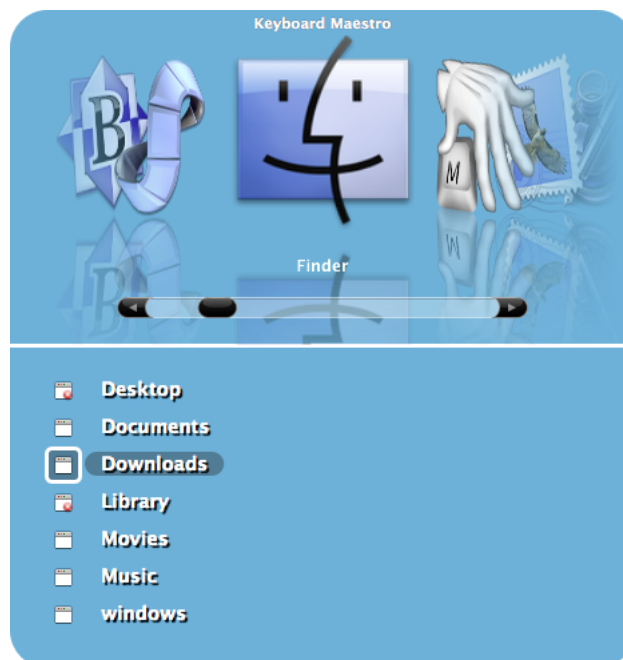 Keyboard Maestro
B
M
Finder
Desktop
Documents
Downloads
Library
Movies
Music
windows